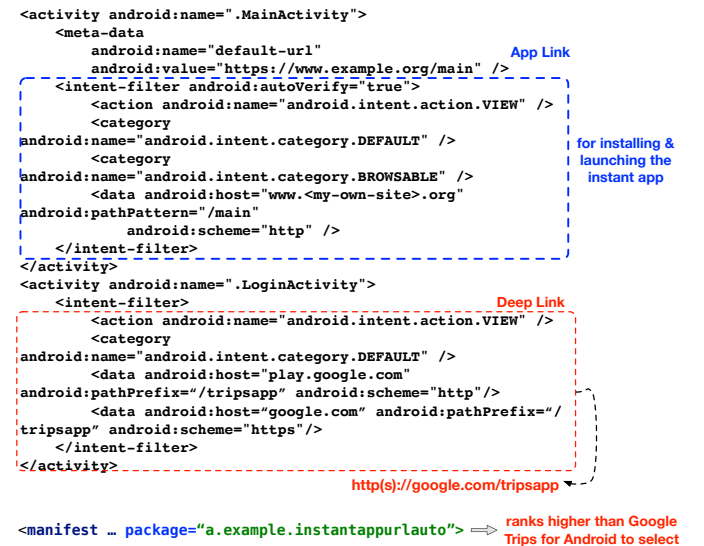 <activity android:name=".MainActivity">
<meta-data
android:name="default-url"
App Link
android:value="https://www.example.org/main" />
<intent-filter android:autoVerify="true">
<action android:name="android.intent.action.VIEW" />
<category
android:name="android.intent.category.DEFAULT" />
<category
android:name="android.intent.category.BROWSABLE" />
<data android:host="www.<my-own-site>.org"
android:pathPattern="/main"
android:scheme="http" />
</intent-filter>
</activity>
for installing &
launching the
instant app
<activity android:name=".LoginActivity">
<intent-filter>
Deep Link
<action android:name="android.intent.action.VIEW" />
<category
android:name="android.intent.category.DEFAULT" />
<data android:host="play.google.com"
android:pathPrefix=“/tripsapp” android:scheme="http"/>
<data android:host=“google.com” android:pathPrefix=“/
tripsapp” android:scheme="https"/>
</intent-filter>
</activity>
http(s)://google.com/tripsapp
<manifest … package=“a.example.instantappurlauto”>
ranks higher than Google
Trips for Android to select